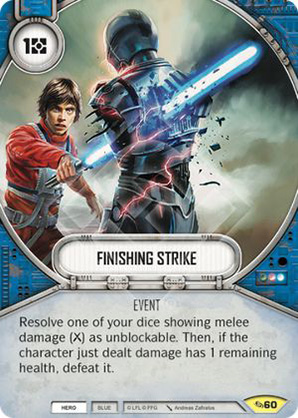 1
FINISHING STRIKE
EVENT
Resolve one of your dice showing melee
damage ( ) as unblockable. Then, if the
character just dealt damage has 1 remaining
health, defeat it.
HERO BLUE © LFL © FFG Andreas Zafiratos 60